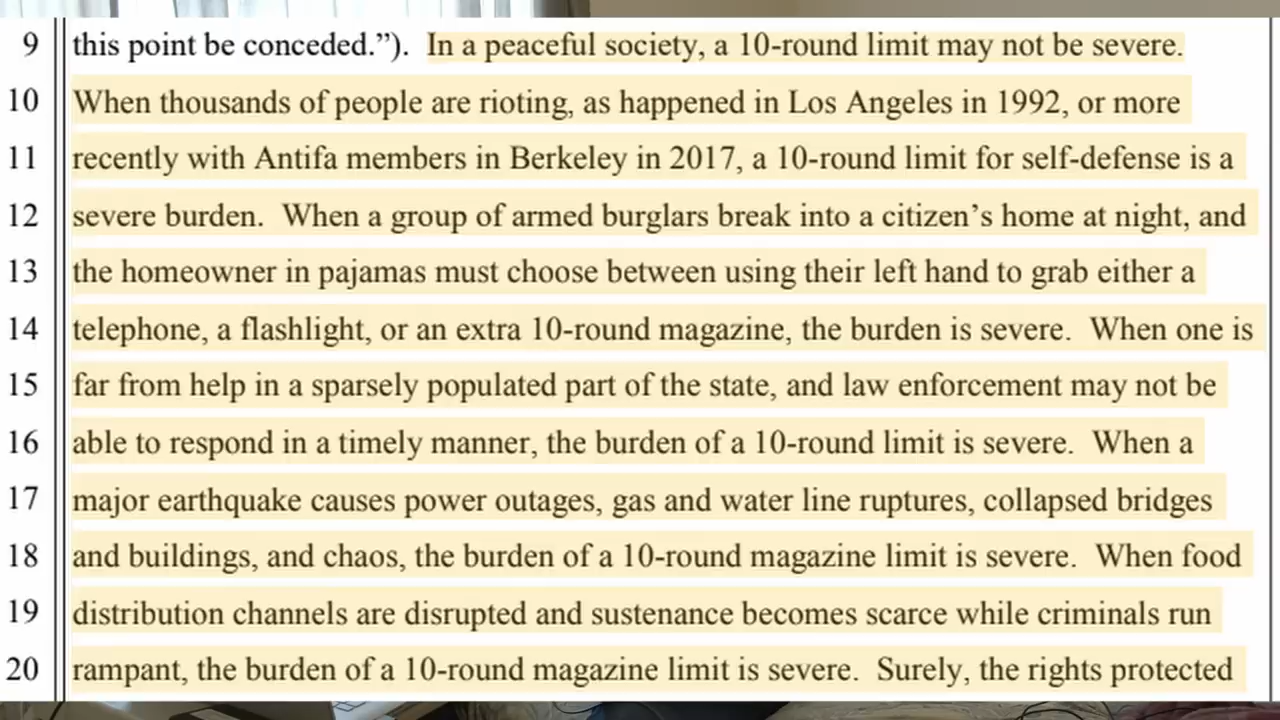 9 this point be conceded.”). In a peaceful society, a 10-round limit may not be severe.
10 When thousands of people are rioting, as happened in Los Angeles in 1992, or more
11 recently with Antifa members in Berkeley in 2017, a 10-round limit for self-defense is a
12 severe burden. When a group of armed burglars break into a citizen’s home at night, and
13 the homeowner in pajamas must choose between using their left hand to grab either a
14 telephone, a flashlight, or an extra 10-round magazine, the burden is severe. When one is
15 far from help in a sparsely populated part of the state, and law enforcement may not be
16 able to respond in a timely manner, the burden of a 10-round limit is severe. When a
17 major earthquake causes power outages, gas and water line ruptures, collapsed bridges
18 and buildings, and chaos, the burden of a 10-round magazine limit is severe. When food
19 distribution channels are disrupted and sustenance becomes scarce while criminals run
20 rampant, the burden of a 10-round magazine limit is severe. Surely, the rights protected